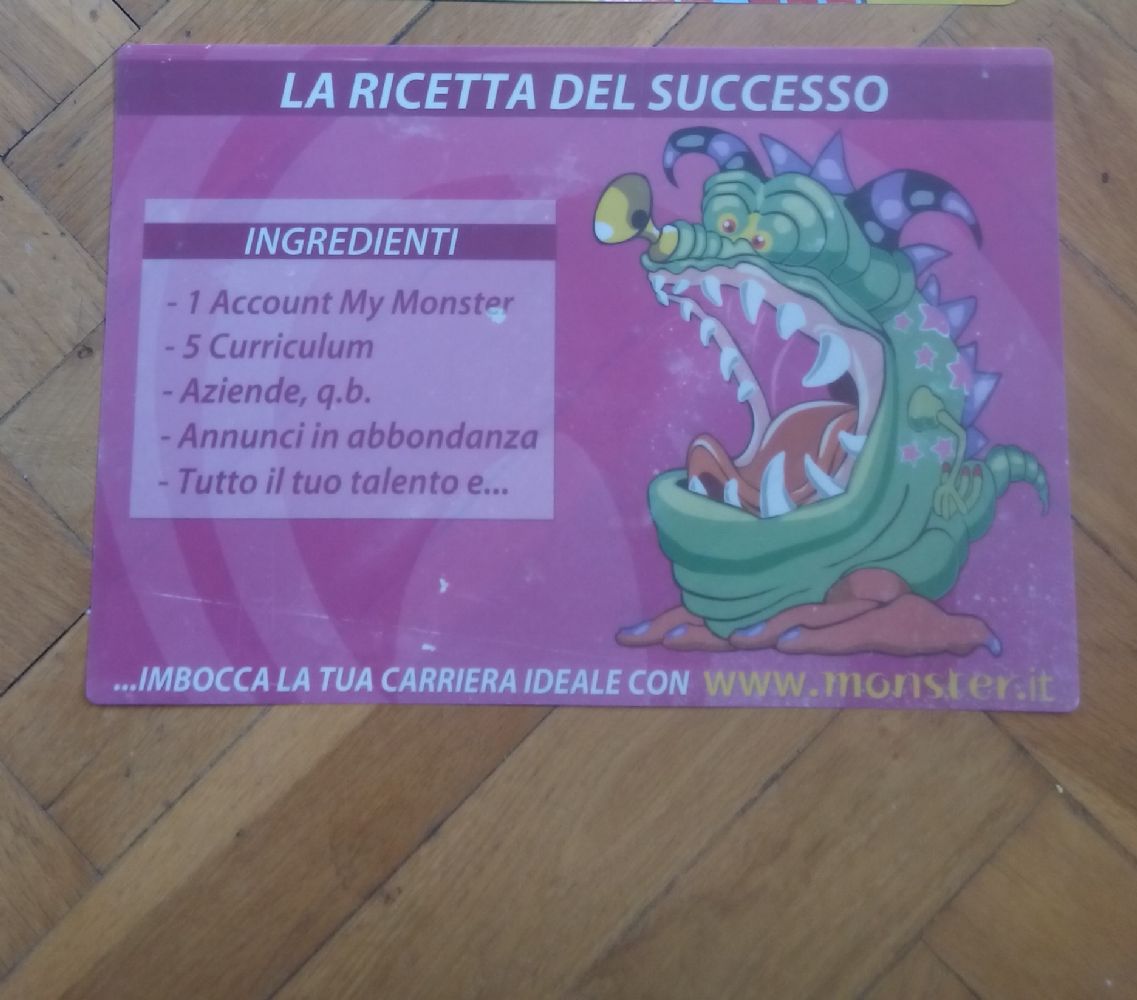 LA RICETTA DEL SUCCESSO
INGREDIENTI
- 1 Account My Monster
- 5 Curriculum
- Aziende, q.b.
- Annunci in abbondanza
- Tutto il tuo talento e...
...IMBOCCA LA TUA CARRIERA IDEALE CON www.monster.it